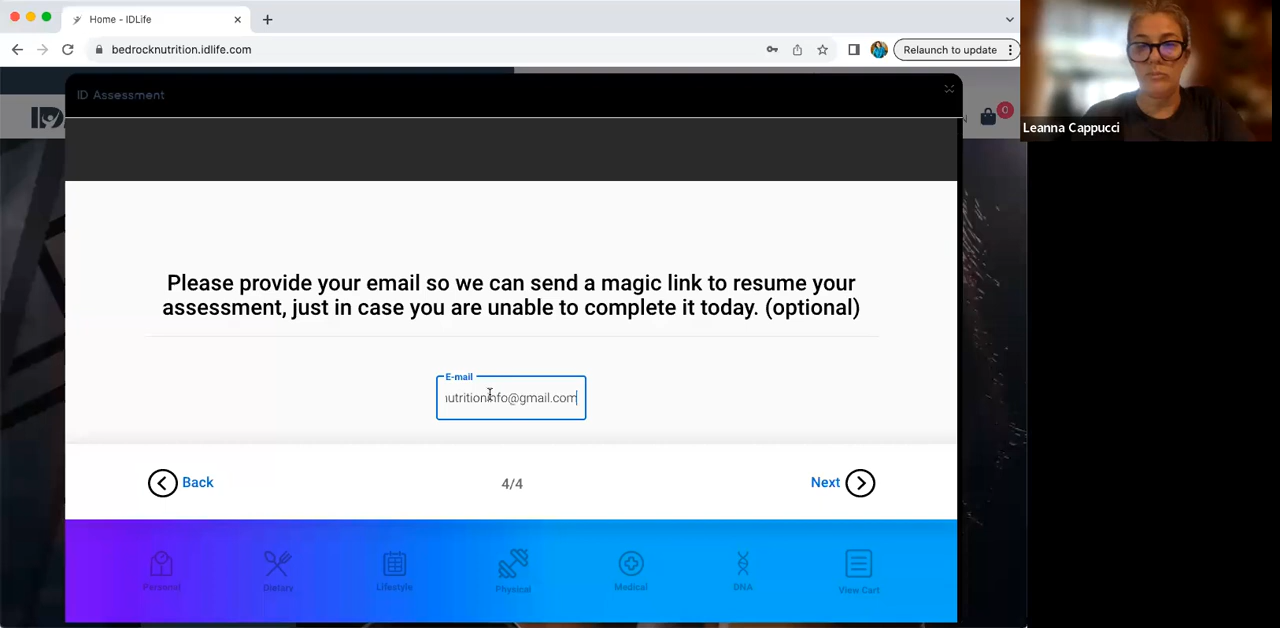 Home - IDLife
bedrocknutrition.idlife.com
Relaunch to update
Leanna Cappucci
ID Assessment
ID
0
Please provide your email so we can send a magic link to resume your
assessment, just in case you are unable to complete it today. (optional)
E-mail
utritioninfo@gmail.com
Back
4/4
Next
Personal
Dietary
Lifestyle
Physical
Medical
DNA
View Cart